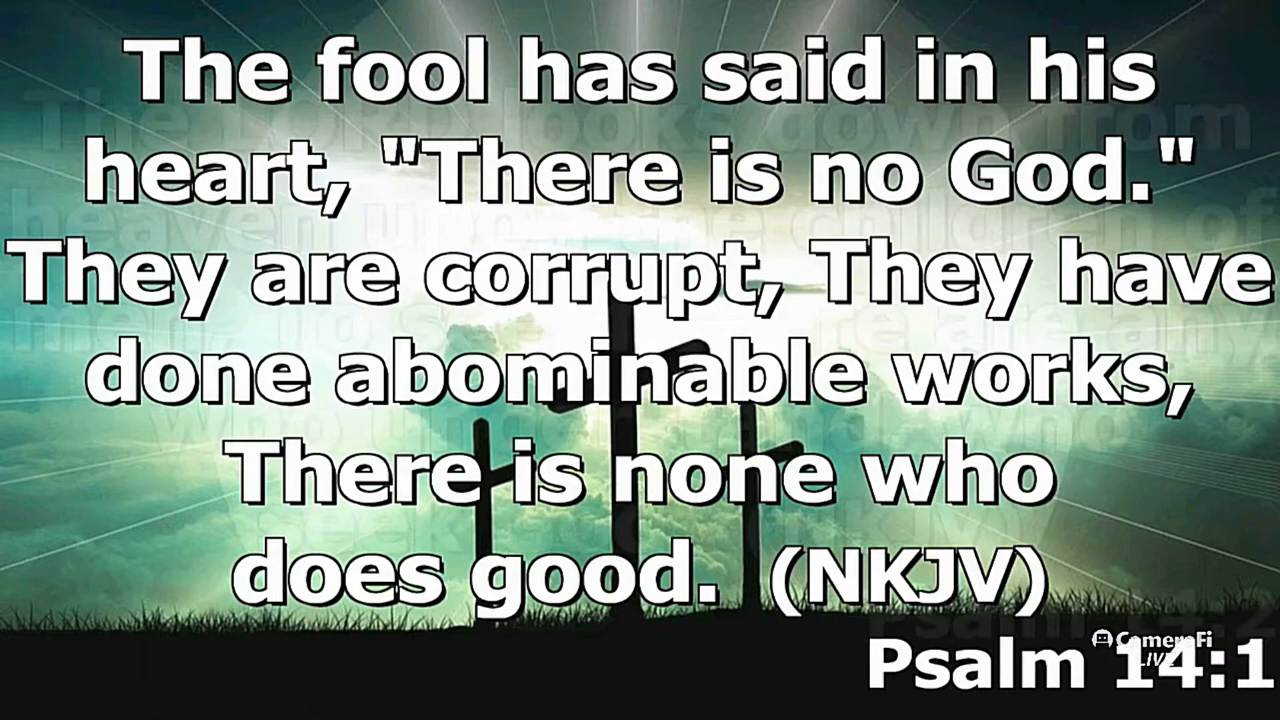 The fool has said in his
heart, "There is no God."
They are corrupt, They have
done abominable works,
There is none who
does good.  (NKJV)
Psalm 14:1
CameraFi
LIVE